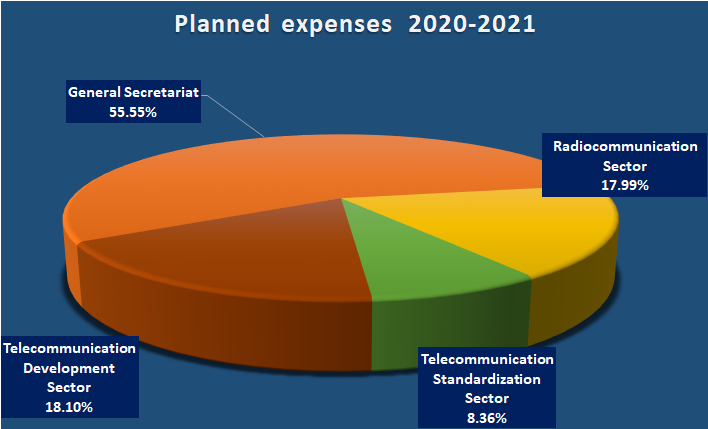 Planned expenses 2020-2021
General Secretariat
55.55%
Radiocommunication
Sector
17.99%
Telecommunication
Development
Sector
18.10%
Telecommunication
Standardization
Sector
8.36%